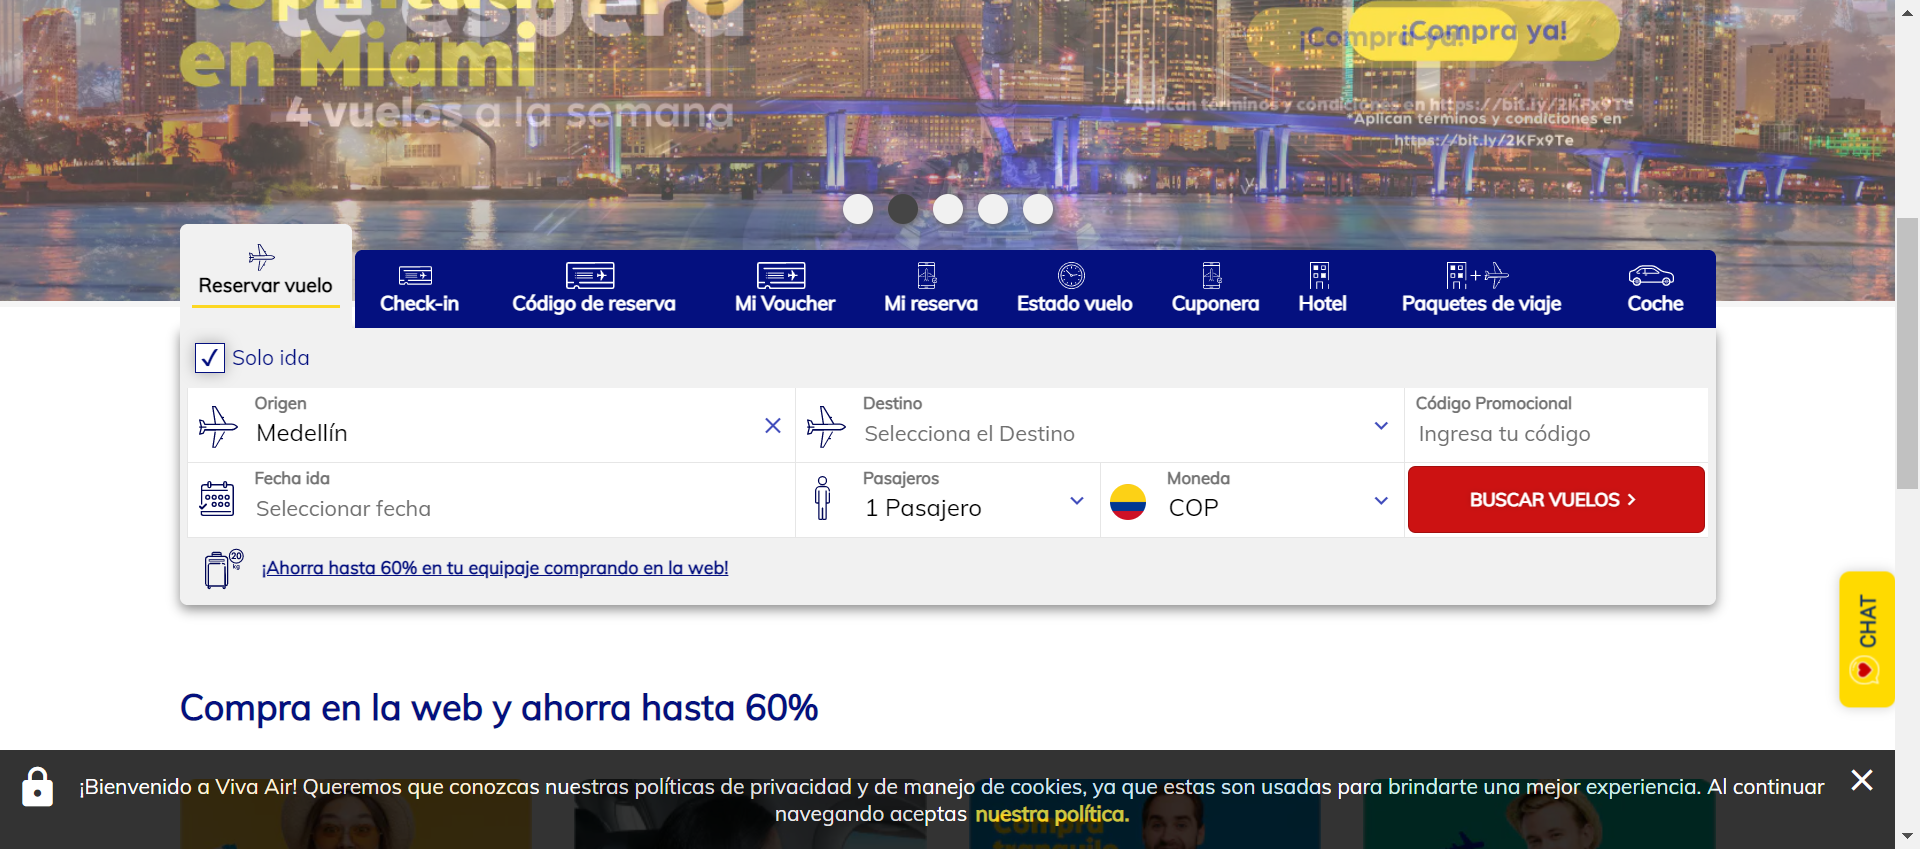 te espera
en Miami
4 vuelos a la semana
¡Compra ya!
¡Compra ya!
*Aplican términos y condiciones en https://bit.ly/2KFx9Te
*Aplican términos y condiciones en
https://bit.ly/2KFx9Te
Reservar vuelo
Check-in
Código de reserva
Mi Voucher
Mi reserva
Estado vuelo
Cuponera
Hotel
Paquetes de viaje
Coche
Solo ida
Origen
Medellín
Destino
Selecciona el Destino
Código Promocional
Ingresa tu código
Fecha ida
Seleccionar fecha
Pasajeros
1 Pasajero
Moneda
COP
BUSCAR VUELOS >
20
kg
¡Ahorra hasta 60% en tu equipaje comprando en la web!
CHAT
Compra en la web y ahorra hasta 60%
¡Bienvenido a Viva Air! Queremos que conozcas nuestras políticas de privacidad y de manejo de cookies, ya que estas son usadas para brindarte una mejor experiencia. Al continuar
navegando aceptas nuestra política.
Compra
tranquilo